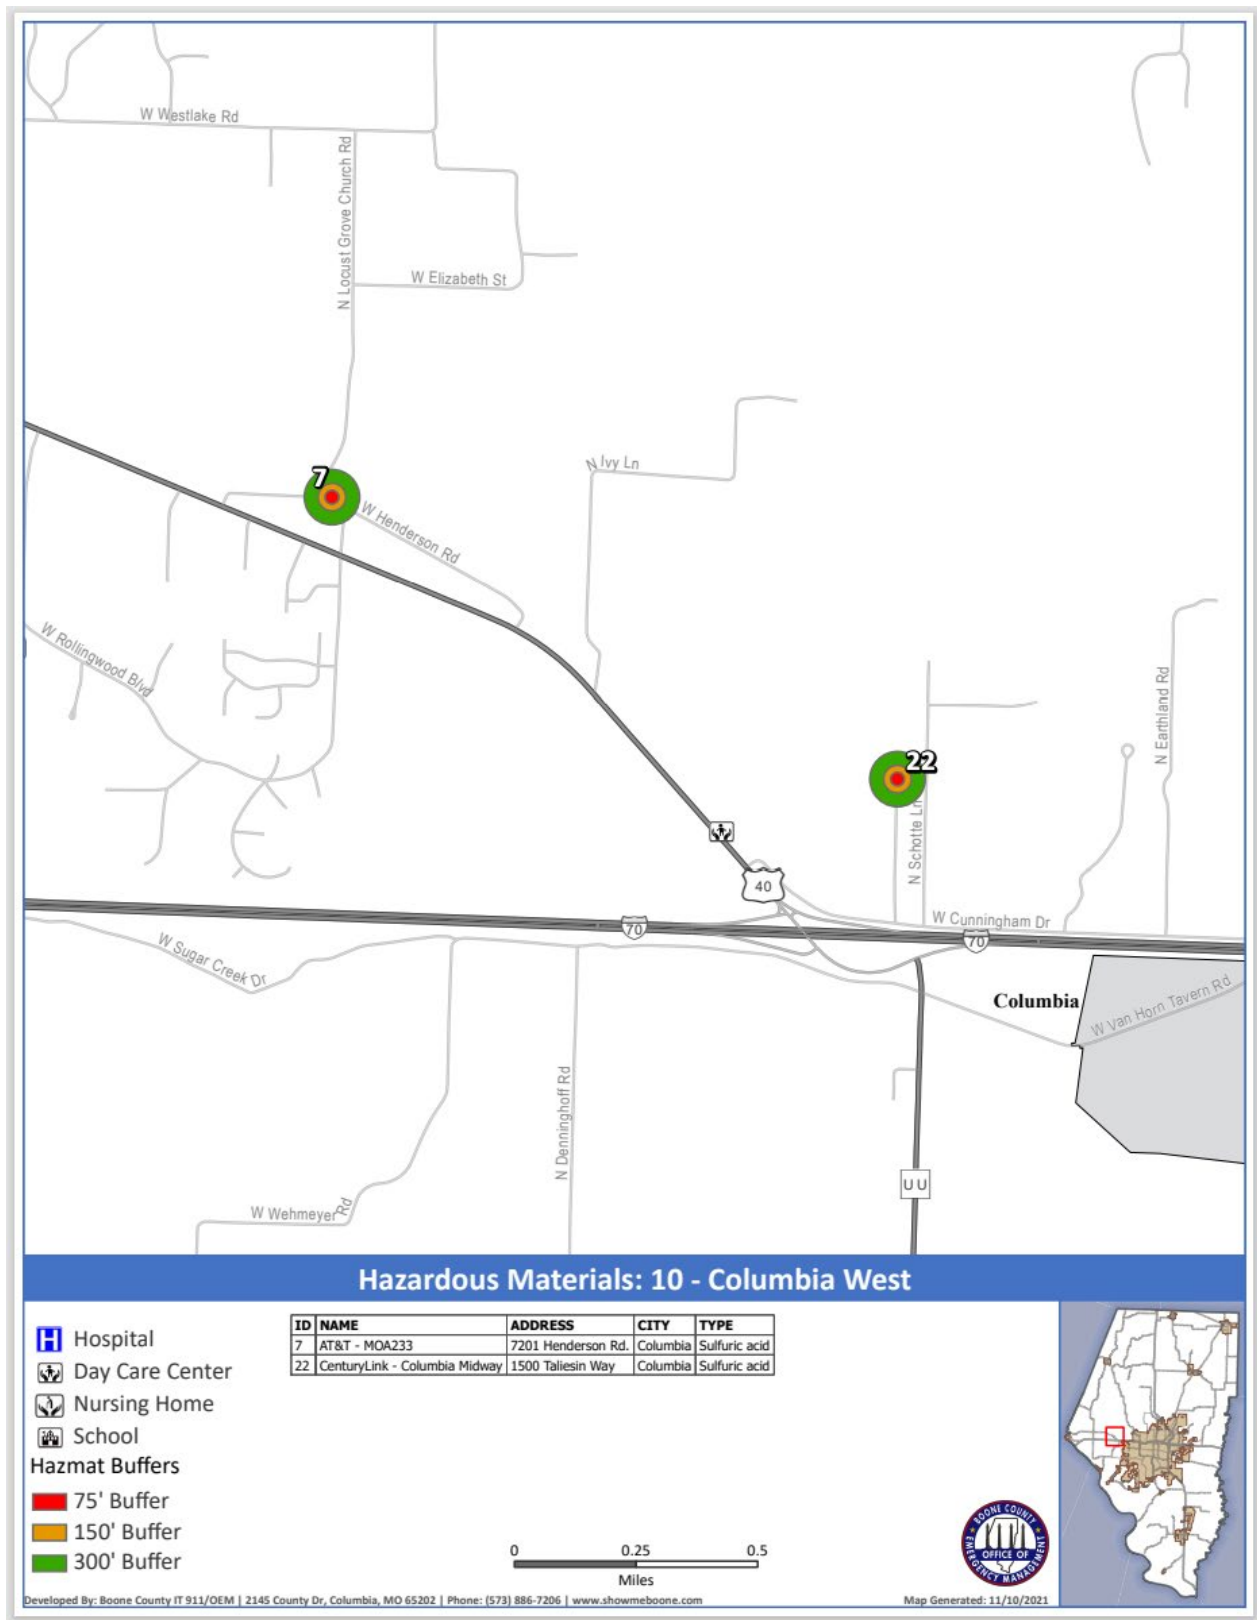 W Westlake Rd
N Locust Grove Church Rd
W Elizabeth St
N Ivy Ln
7
W Henderson Rd
W Rollingwood Blvd
N Earthland Rd
22
N Schotte Ln
40
W Cunningham Dr
70
70
W Sugar Creek Dr
Columbia
W Van Horn Tavern Rd
N Denninghoff Rd
UU
W Wehmeyer Rd
Hazardous Materials: 10 - Columbia West
H Hospital
Day Care Center
Nursing Home
School
Hazmat Buffers
75' Buffer
150' Buffer
300' Buffer
ID NAME ADDRESS CITY TYPE
7 AT&T - MOA233 7201 Henderson Rd. Columbia Sulfuric acid
22 CenturyLink - Columbia Midway 1500 Taliesin Way Columbia Sulfuric acid
0 0.25 0.5
Miles
BOONE COUNTY
OFFICE OF
EMERGENCY MANAGEMENT
Developed By: Boone County IT 911/OEM | 2145 County Dr, Columbia, MO 65202 | Phone: (573) 886-7206 | www.showmeboone.com
Map Generated: 11/10/2021